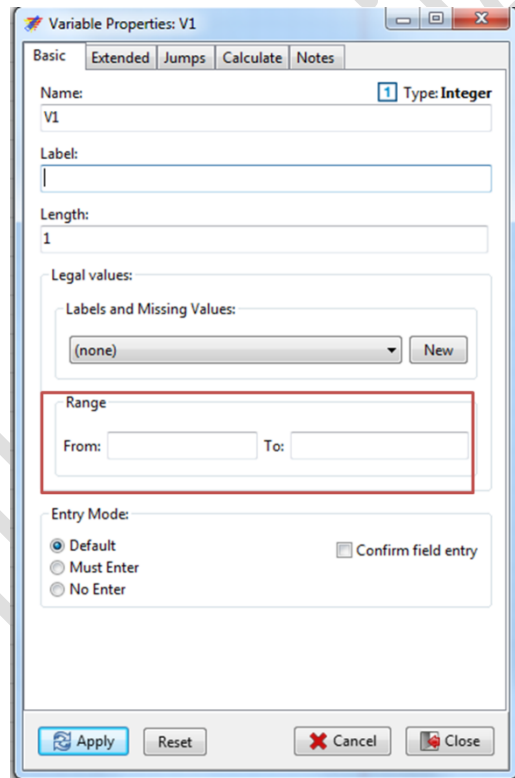 Variable Properties: V1
Basic Extended Jumps Calculate Notes
Name: 1 Type: Integer
V1
Label:
Length:
1
Legal values:
Labels and Missing Values:
(none) New
Range
From: To:
Entry Mode:
Default Confirm field entry
Must Enter
No Enter
Apply Reset Cancel Close